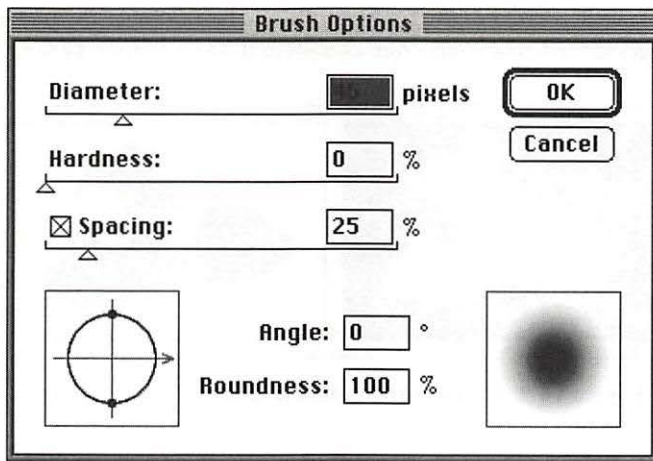 Brush Options
Diameter: pixels
OK
Hardness: 0 %
Cancel
Spacing: 25 %
Angle: 0 °
Roundness: 100 %